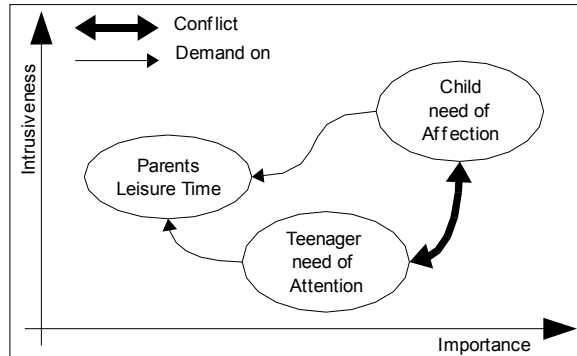 Conflict
Demand on
Intrusiveness
Child
need of
Affection
Parents
Leisure Time
Teenager
need of
Attention
Importance